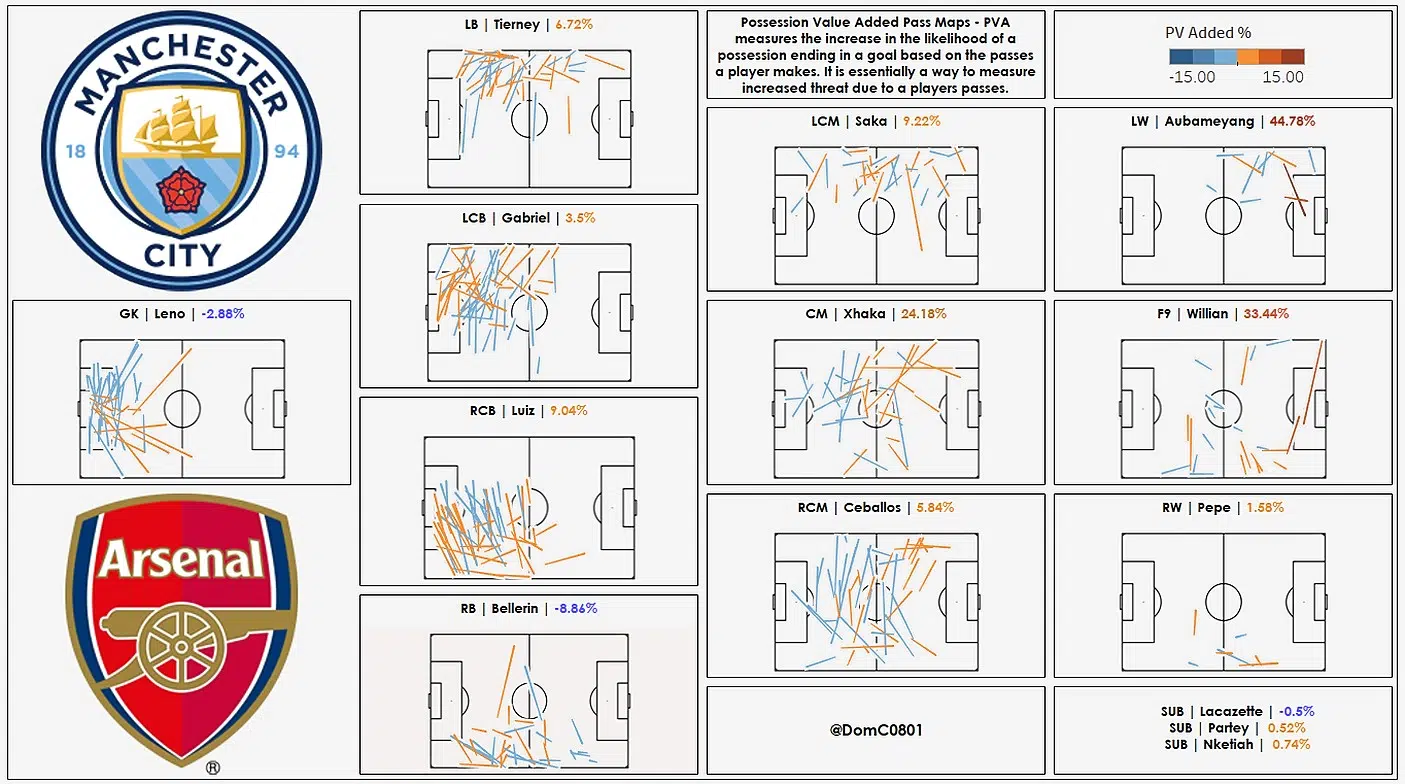 MANCHESTER
18 94
CITY
GK | Leno | -2.88%
Arsenal
®
LB | Tierney | 6.72%
LCB | Gabriel | 3.5%
RCB | Luiz | 9.04%
RB | Bellerin | -8.86%
Possession Value Added Pass Maps - PVA
measures the increase in the likelihood of a
possession ending in a goal based on the passes
a player makes. It is essentially a way to measure
increased threat due to a players passes.
LCM | Saka | 9.22%
CM | Xhaka | 24.18%
RCM | Ceballos | 5.84%
@DomC0801
PV Added %
-15.00 15.00
LW | Aubameyang | 44.78%
F9 | Willian | 33.44%
RW | Pepe | 1.58%
SUB | Lacazette | -0.5%
SUB | Partey | 0.52%
SUB | Nketiah | 0.74%